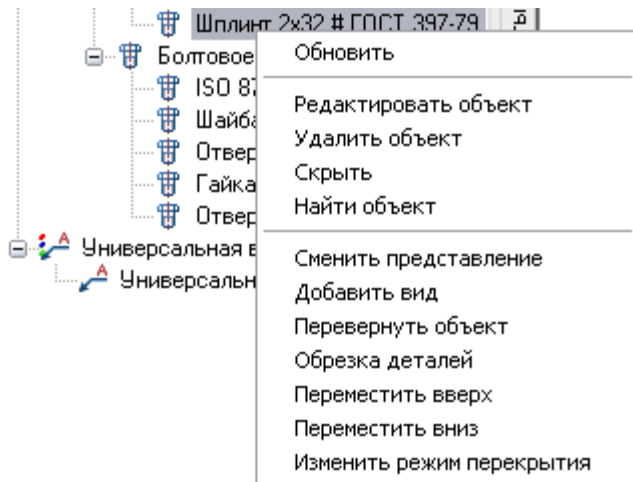 Шплинт 2x32 # ГОСТ 397-79
Болтовое
ISO 87
Шайба
Отвер
Гайка
Отвер
Универсальная в
Универсальн
Обновить
Редактировать объект
Удалить объект
Скрыть
Найти объект
Сменить представление
Добавить вид
Перевернуть объект
Обрезка деталей
Переместить вверх
Переместить вниз
Изменить режим перекрытия